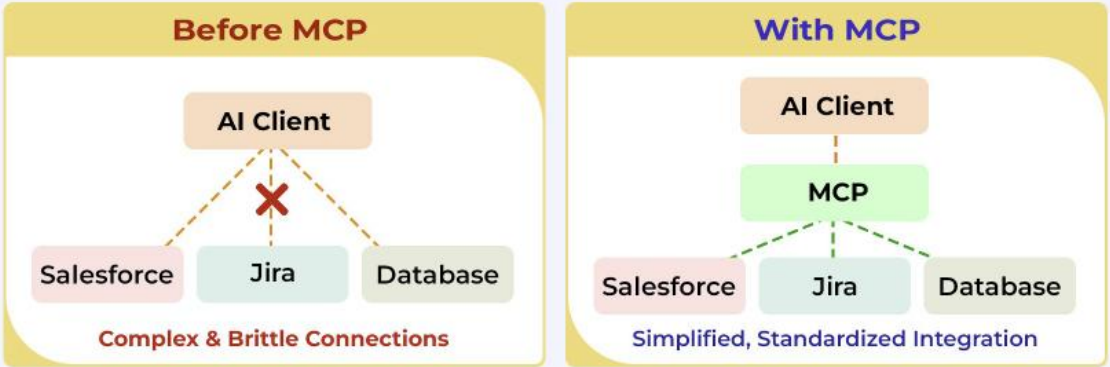 Before MCP
AI Client
Salesforce
Jira
Database
Complex & Brittle Connections
With MCP
AI Client
MCP
Salesforce
Jira
Database
Simplified, Standardized Integration